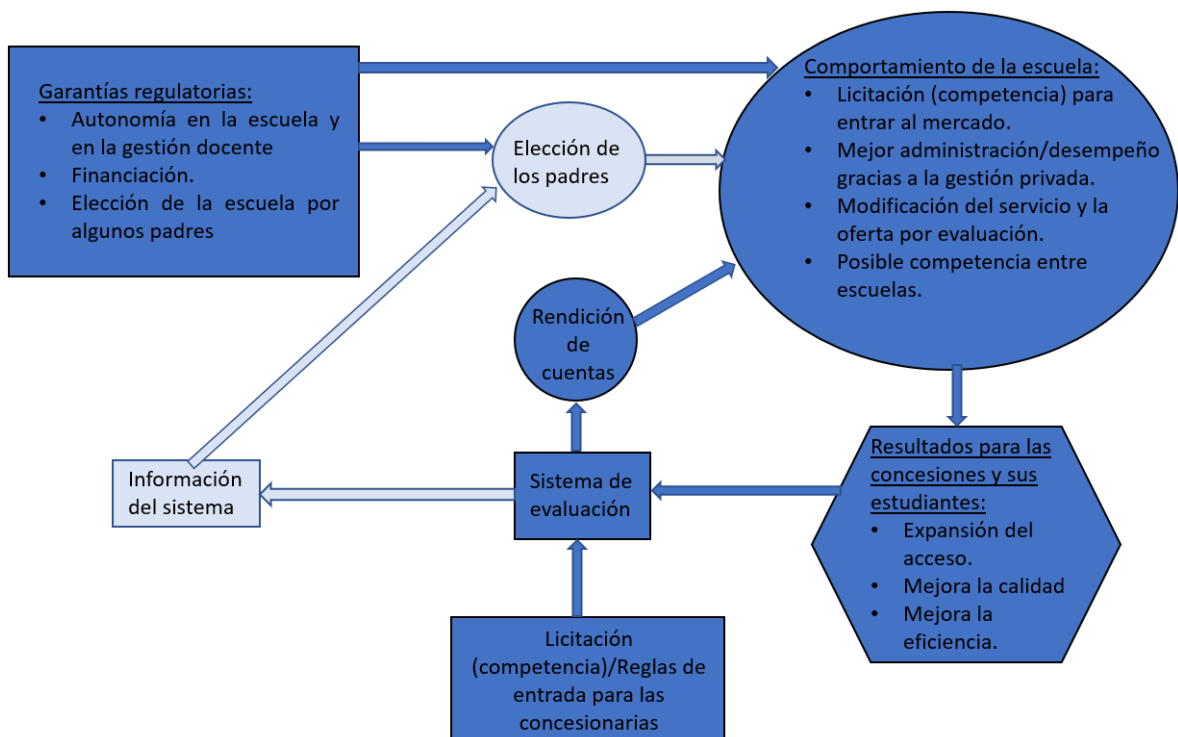 Garantías regulatorias:
• Autonomía en la escuela y
en la gestión docente
• Financiación.
• Elección de la escuela por
algunos padres
Elección de
los padres
Comportamiento de la escuela:
• Licitación (competencia) para
entrar al mercado.
• Mejor administración/desempeño
gracias a la gestión privada.
• Modificación del servicio y la
oferta por evaluación.
• Posible competencia entre
escuelas.
Rendición
de
cuentas
Información
del sistema
Sistema de
evaluación
Resultados para las
concesiones y sus
estudiantes:
• Expansión del
acceso.
• Mejora la calidad
• Mejora la
eficiencia.
Licitación
(competencia)/Reglas de
entrada para las
concesionarias